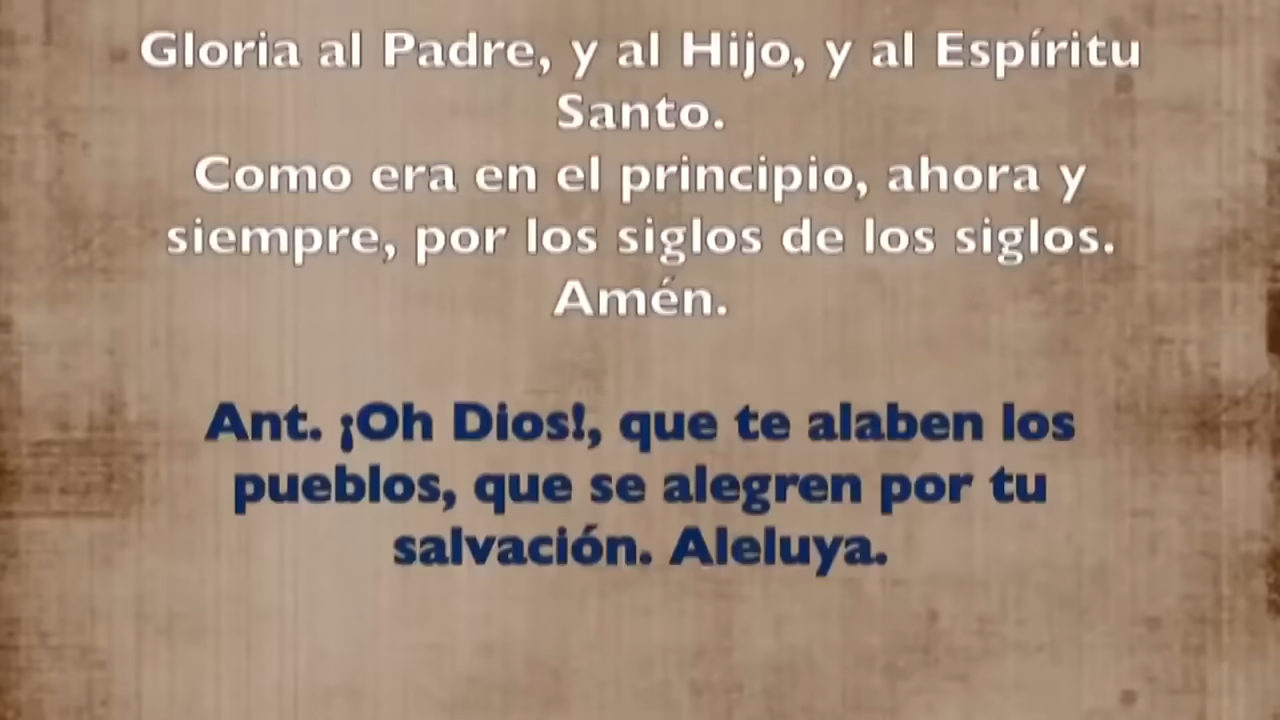 Gloria al Padre, y al Hijo, y al Espíritu
Santo.
Como era en el principio, ahora y
siempre, por los siglos de los siglos.
Amén.
Ant. ¡Oh Dios!, que te alaben los
pueblos, que se alegren por tu
salvación. Aleluya.